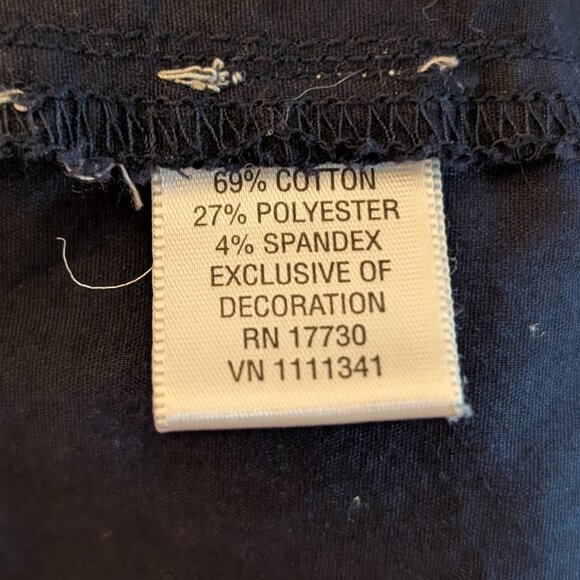 69% COTTON
27% POLYESTER
4% SPANDEX
EXCLUSIVE OF
DECORATION
RN 17730
VN 1111341